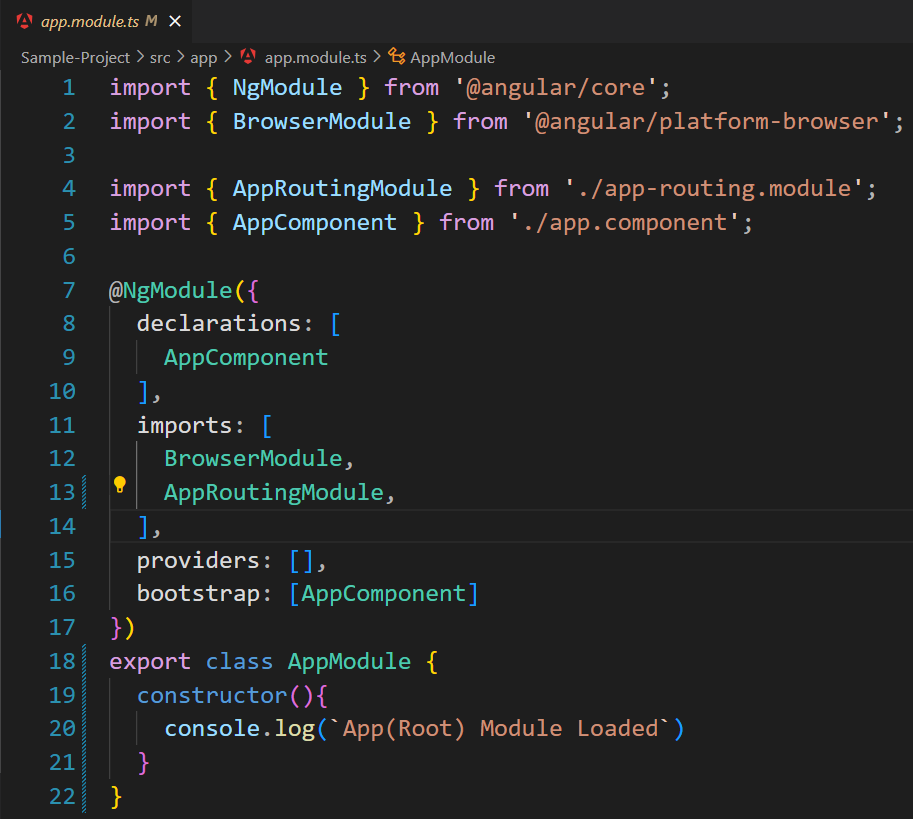 app.module.ts M ✕
Sample-Project > src > app > app.module.ts > AppModule
1 import { NgModule } from '@angular/core';
2 import { BrowserModule } from '@angular/platform-browser';
3
4 import { AppRoutingModule } from './app-routing.module';
5 import { AppComponent } from './app.component';
6
7 @NgModule({
8   declarations: [
9     AppComponent
10   ],
11   imports: [
12     BrowserModule,
13     AppRoutingModule,
14   ],
15   providers: [],
16   bootstrap: [AppComponent]
17 })
18 export class AppModule {
19   constructor(){
20     console.log(`App(Root) Module Loaded`)
21   }
22 }